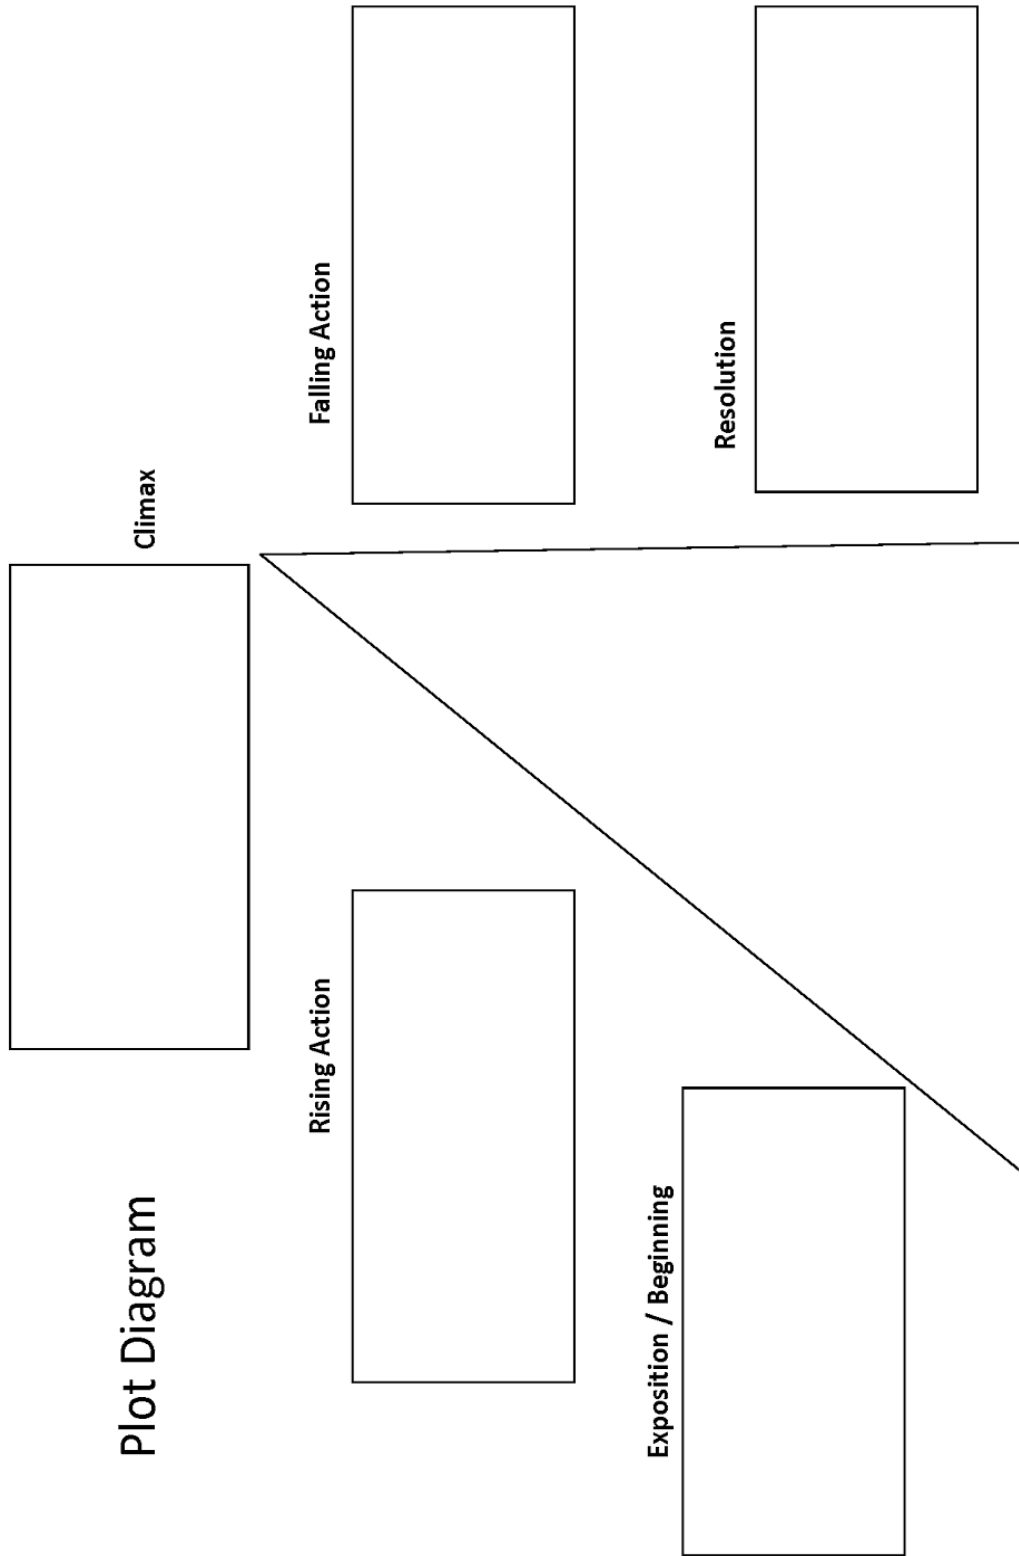 Plot Diagram
Climax
Rising Action
Falling Action
Exposition / Beginning
Resolution